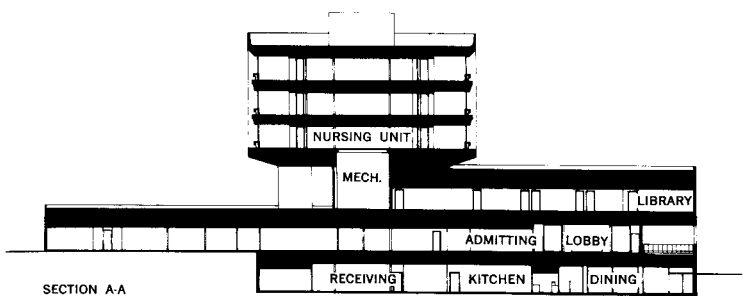 NURSING UNIT
MECH.
LIBRARY
ADMITTING LOBBY
RECEIVING KITCHEN DINING
SECTION A-A